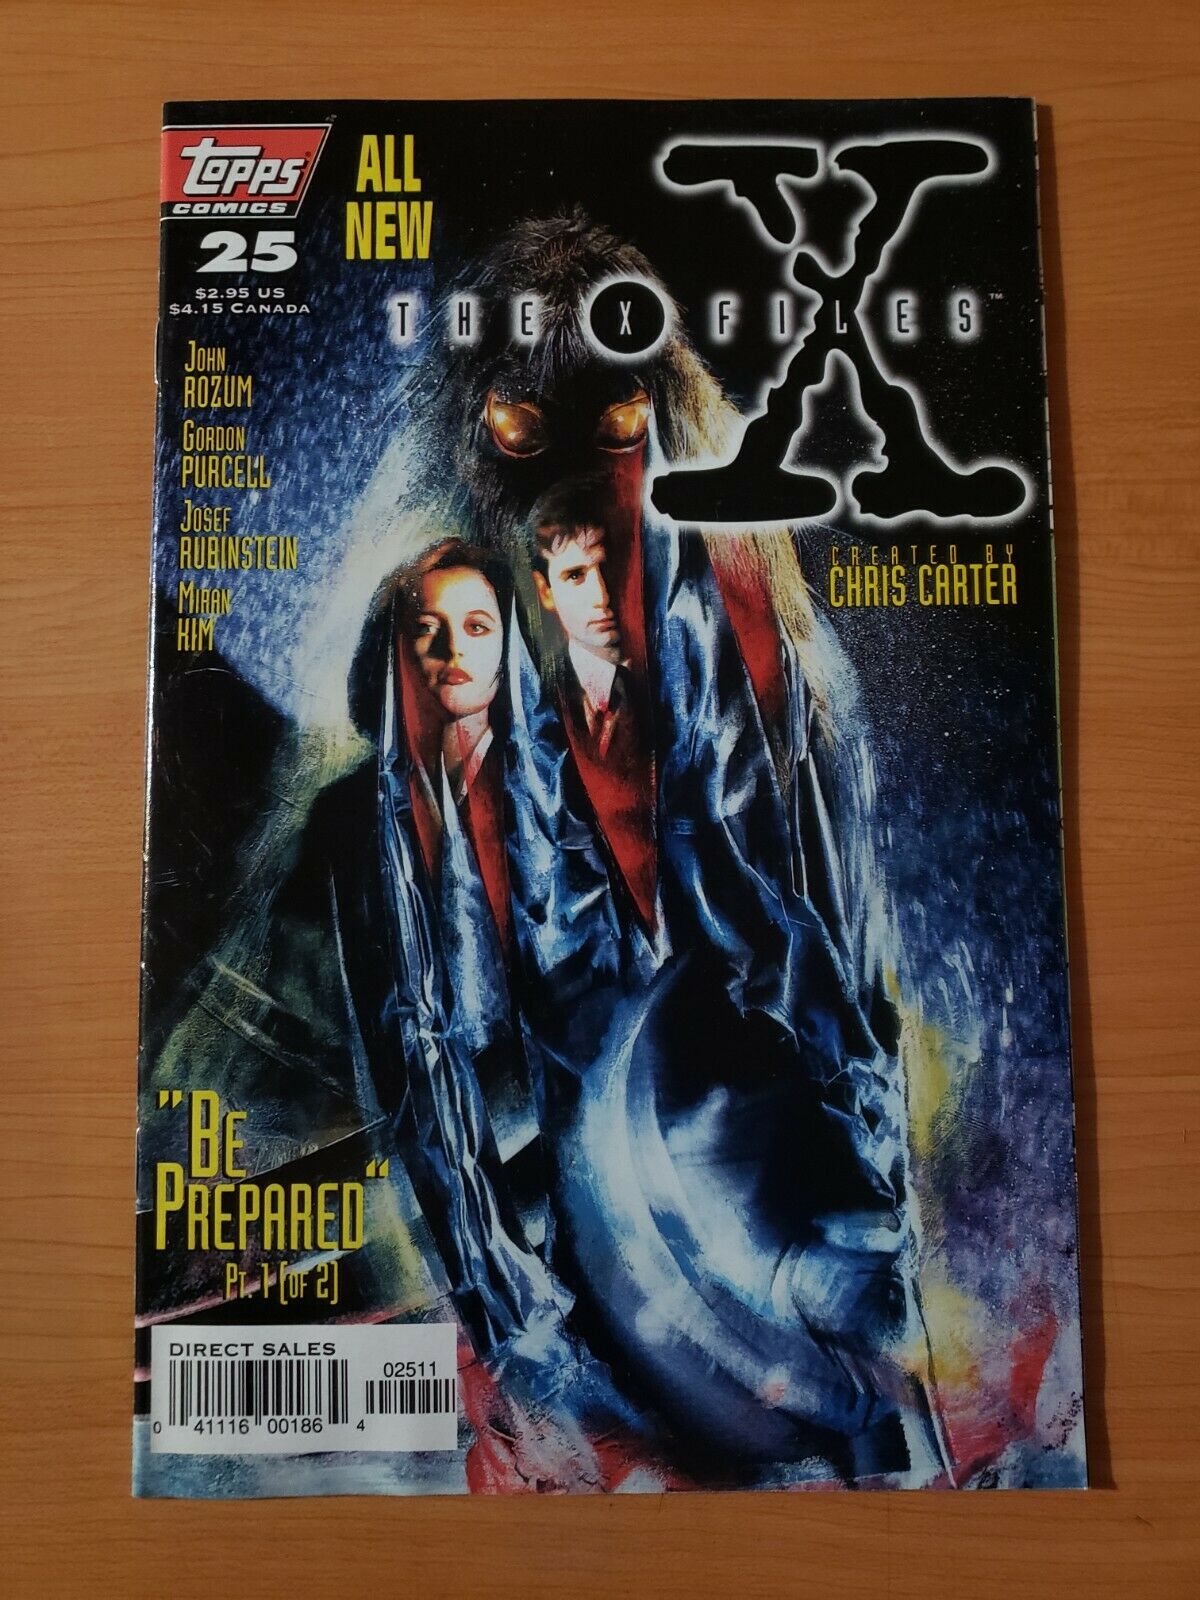 TOPPS
COMICS
25
$2.95 US
$4.15 CANADA
ALL
NEW
X
THE X FILES™
JOHN
ROZUM
GORDON
PURCELL
JOSEF
RUBINSTEIN
MIRAN
KIM
CREATED BY
CHRIS CARTER
"BE
PREPARED"
PT. 1 (OF 2)
DIRECT SALES
02511
0 41116 00186 4